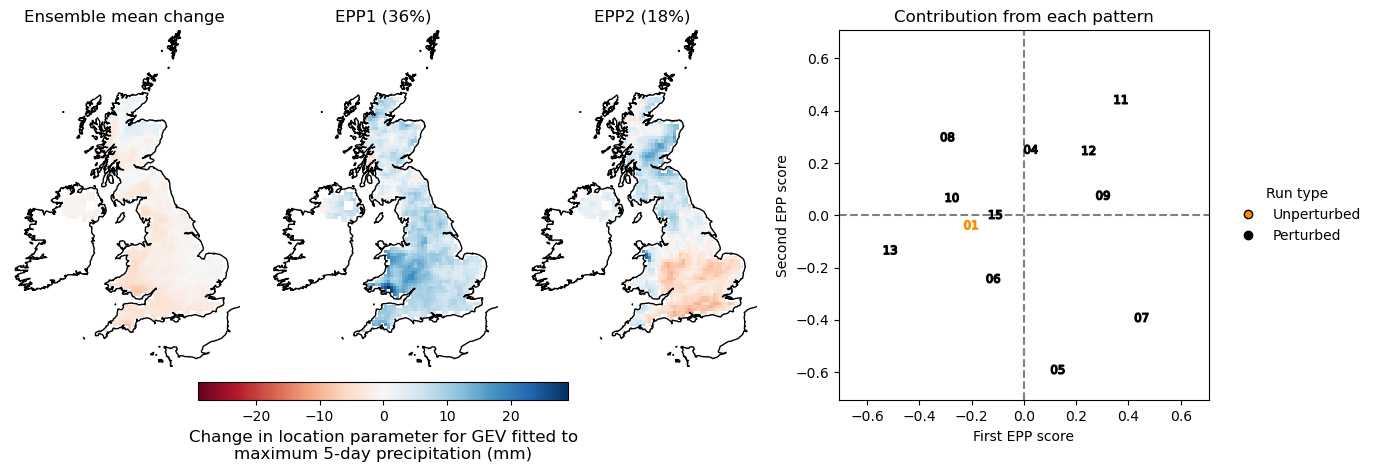 Ensemble mean change
EPP1 (36%)
EPP2 (18%)
Contribution from each pattern
0.6
0.4
0.2
0.0
−0.2
−0.4
−0.6
Second EPP score
11
08
04
12
10
09
15
01
13
06
07
05
−0.6
−0.4
−0.2
0.0
0.2
0.4
0.6
First EPP score
Run type
Unperturbed
Perturbed
−20
−10
0
10
20
Change in location parameter for GEV fitted to
maximum 5-day precipitation (mm)